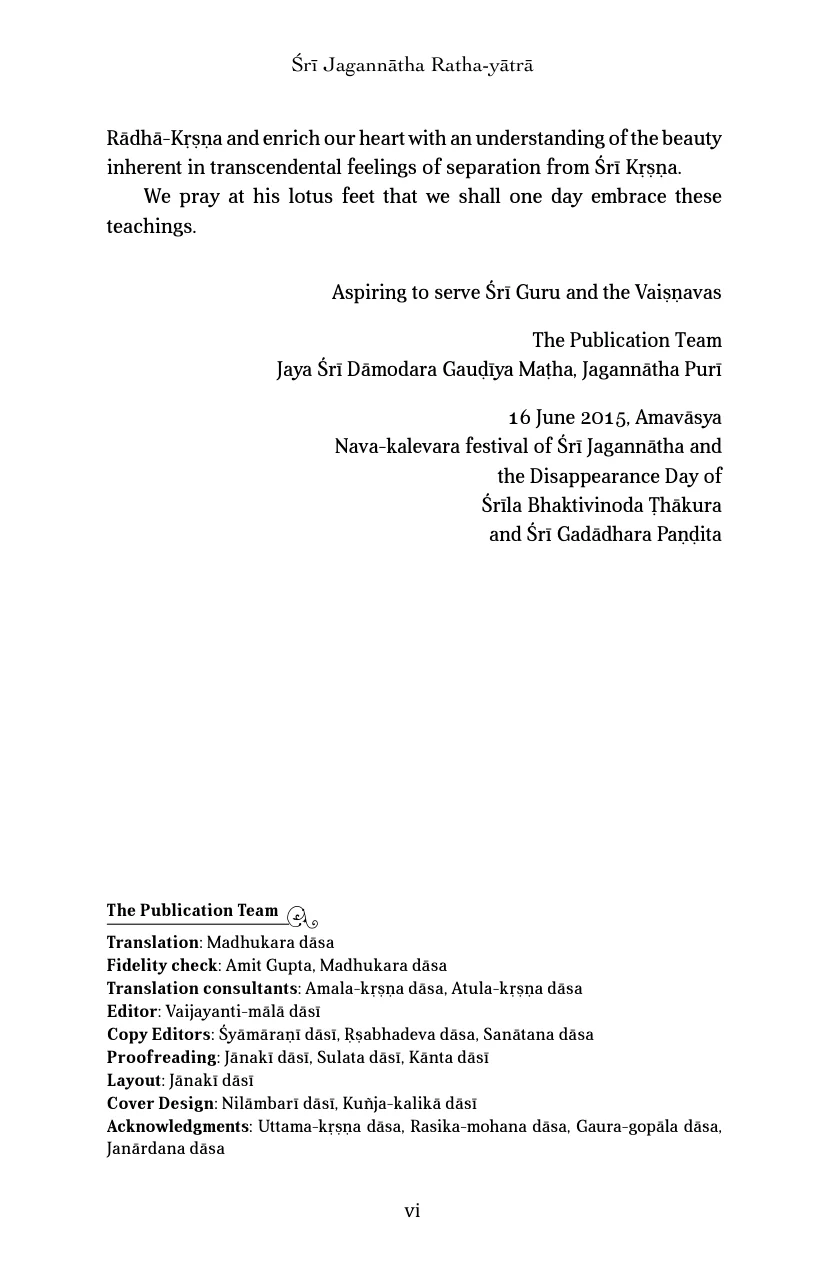 Śrī Jagannātha Ratha-yātrā
Rādhā-Kṛṣṇa and enrich our heart with an understanding of the beauty
inherent in transcendental feelings of separation from Śrī Kṛṣṇa.
We pray at his lotus feet that we shall one day embrace these
teachings.
Aspiring to serve Śrī Guru and the Vaiṣṇavas
The Publication Team
Jaya Śrī Dāmodara Gauḍīya Maṭha, Jagannātha Purī
16 June 2015, Amavāsya
Nava-kalevara festival of Śrī Jagannātha and
the Disappearance Day of
Śrīla Bhaktivinoda Ṭhākura
and Śrī Gadādhara Paṇḍita
The Publication Team
Translation: Madhukara dāsa
Fidelity check: Amit Gupta, Madhukara dāsa
Translation consultants: Amala-kṛṣṇa dāsa, Atula-kṛṣṇa dāsa
Editor: Vaijayanti-mālā dāsī
Copy Editors: Śyāmāraṇī dāsī, Ṛṣabhadeva dāsa, Sanātana dāsa
Proofreading: Jānakī dāsī, Sulata dāsī, Kānta dāsī
Layout: Jānakī dāsī
Cover Design: Nilāmbarī dāsī, Kuñja-kalikā dāsī
Acknowledgments: Uttama-kṛṣṇa dāsa, Rasika-mohana dāsa, Gaura-gopāla dāsa,
Janārdana dāsa
vi